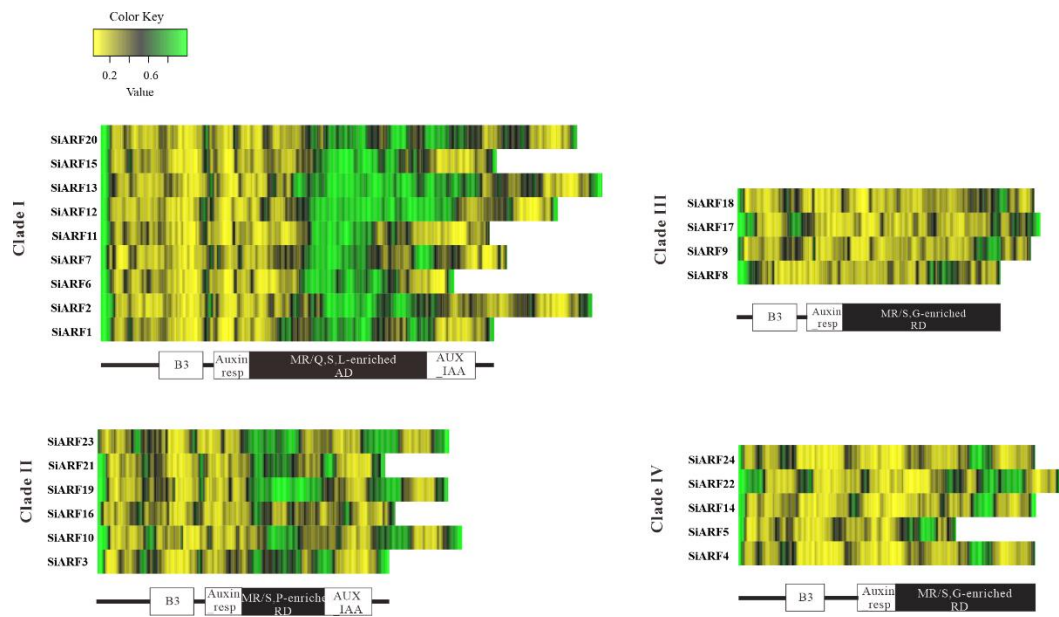 Color Key
0.2 0.6
Value
Clade I
SiARF20
SiARF15
SiARF13
SiARF12
SiARF11
SiARF7
SiARF6
SiARF2
SiARF1
B3
Auxin
resp
MR/Q,S,L-enriched
AD
AUX
_IAA
Clade III
SiARF18
SiARF17
SiARF9
SiARF8
B3
Auxin
_resp
MR/S,G-enriched
RD
Clade II
SiARF23
SiARF21
SiARF19
SiARF16
SiARF10
SiARF3
B3
Auxin
_resp
MR/S,P-enriche
RD
AUX
_IAA
Clade IV
SiARF24
SiARF22
SiARF14
SiARF5
SiARF4
B3
Auxin
resp
MR/S,G-enriched
RD